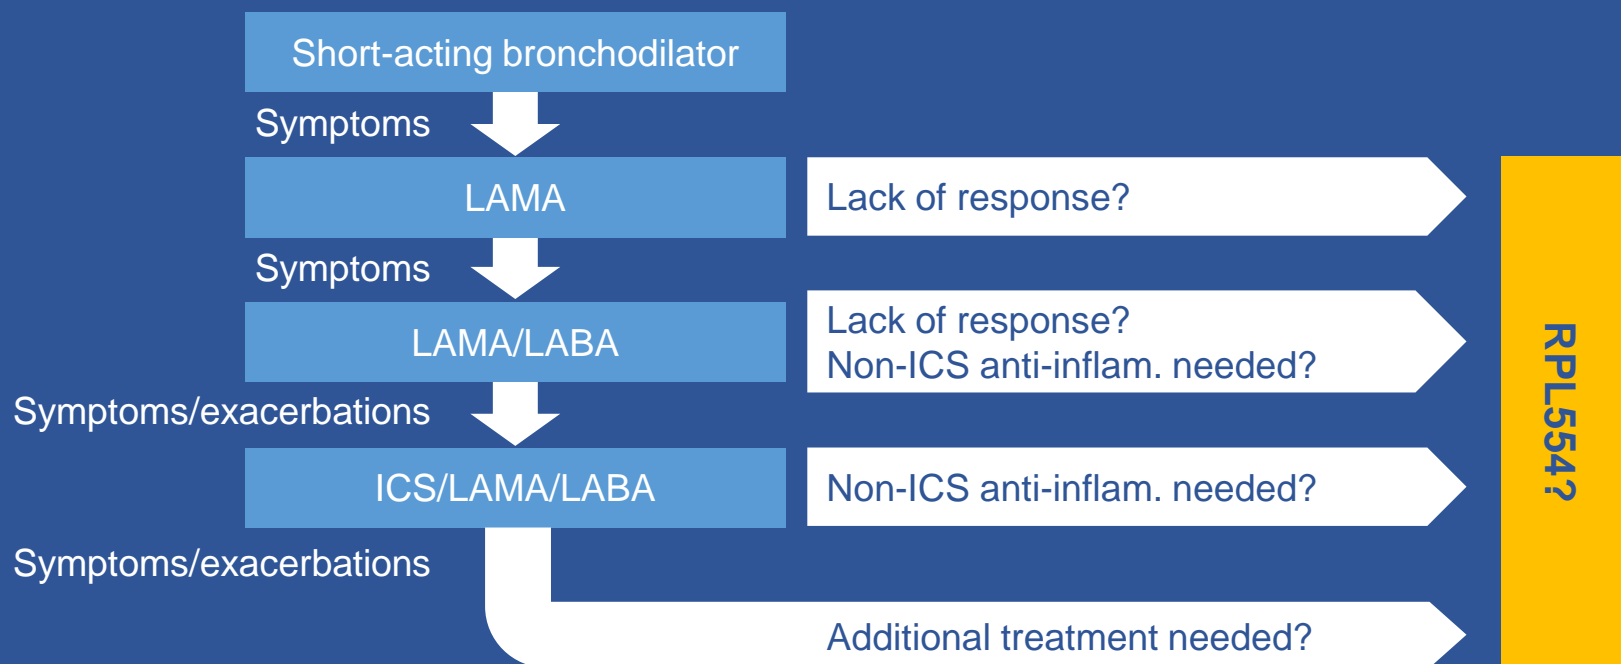 Short-acting bronchodilator
Symptoms
LAMA
Lack of response?
Symptoms
LAMA/LABA
Lack of response?
Non-ICS anti-inflam. needed?
Symptoms/exacerbations
ICS/LAMA/LABA
Non-ICS anti-inflam. needed?
Symptoms/exacerbations
Additional treatment needed?
RPL554?